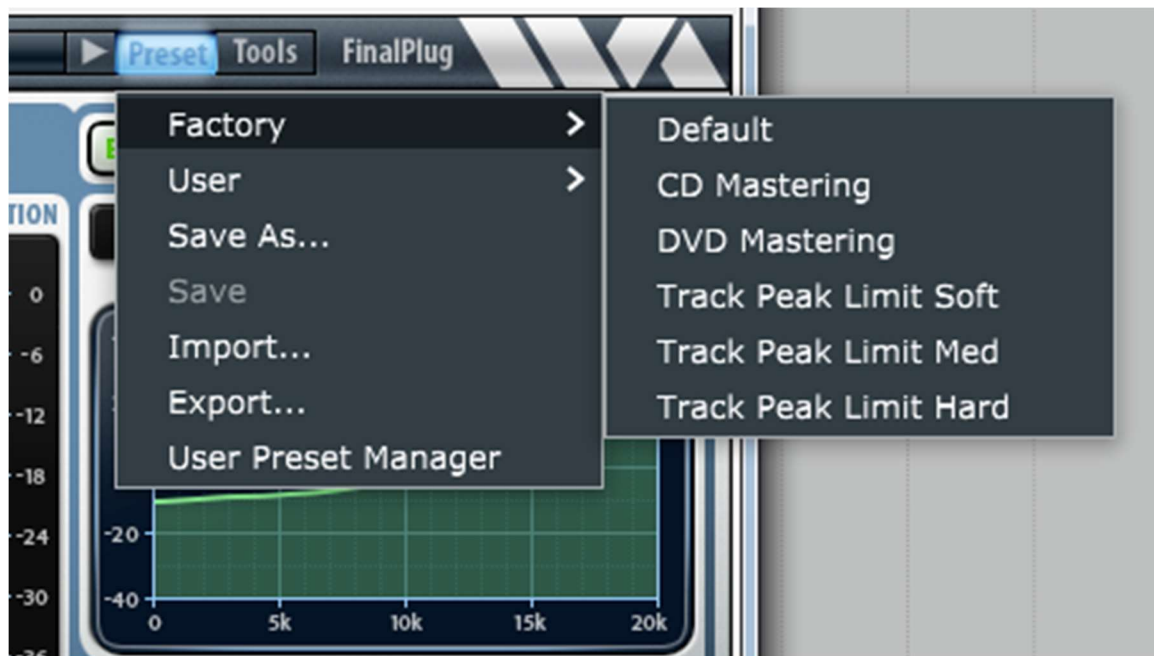 Preset Tools FinalPlug
Factory
User
Save As...
Save
Import...
Export...
User Preset Manager
Default
CD Mastering
DVD Mastering
Track Peak Limit Soft
Track Peak Limit Med
Track Peak Limit Hard
TION
0
-6
-12
-18
-24
-30
-20
-40
0 5k 10k 15k 20k